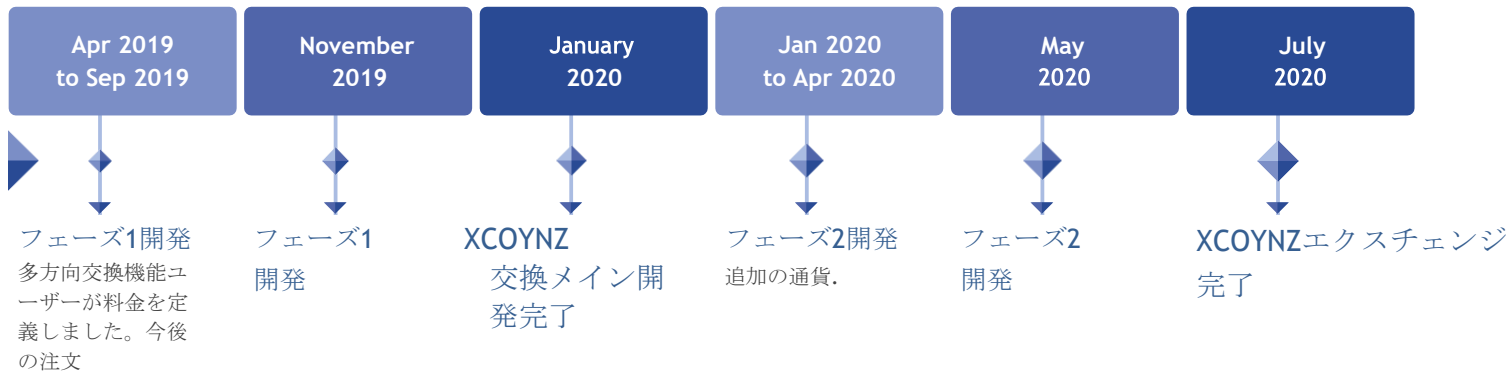 Apr 2019
to Sep 2019
November
2019
January
2020
Jan 2020
to Apr 2020
May
2020
July
2020
フェーズ1開発
多方向交換機能ユ
ーザーが料金を定
義しました。今後
の注文
フェーズ1
開発
XCOYNZ
交換メイン開
発完了
フェーズ2開発
追加の通貨.
フェーズ2
開発
XCOYNZエクスチェンジ
完了